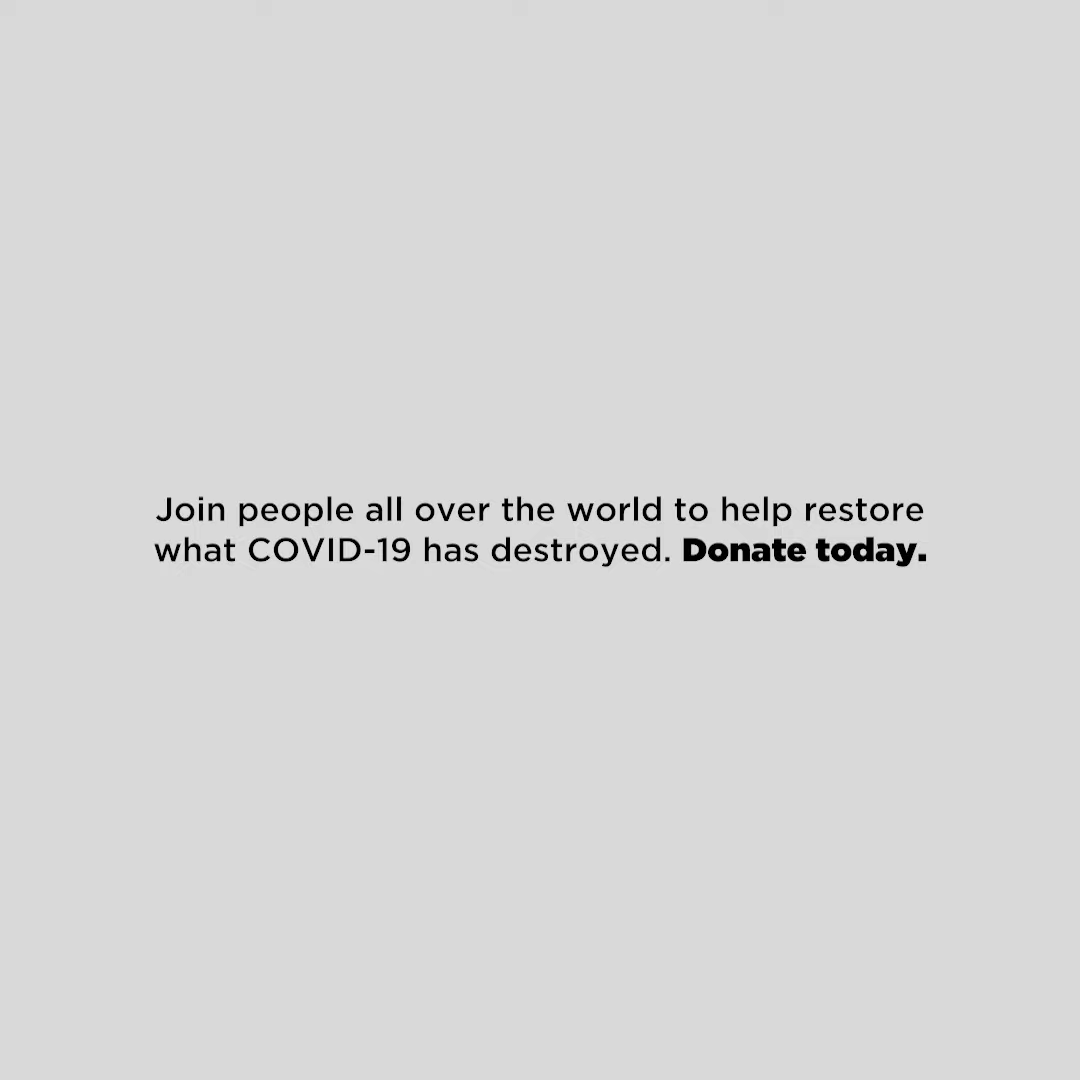 Join people all over the world to help restore
what COVID-19 has destroyed. Donate today.